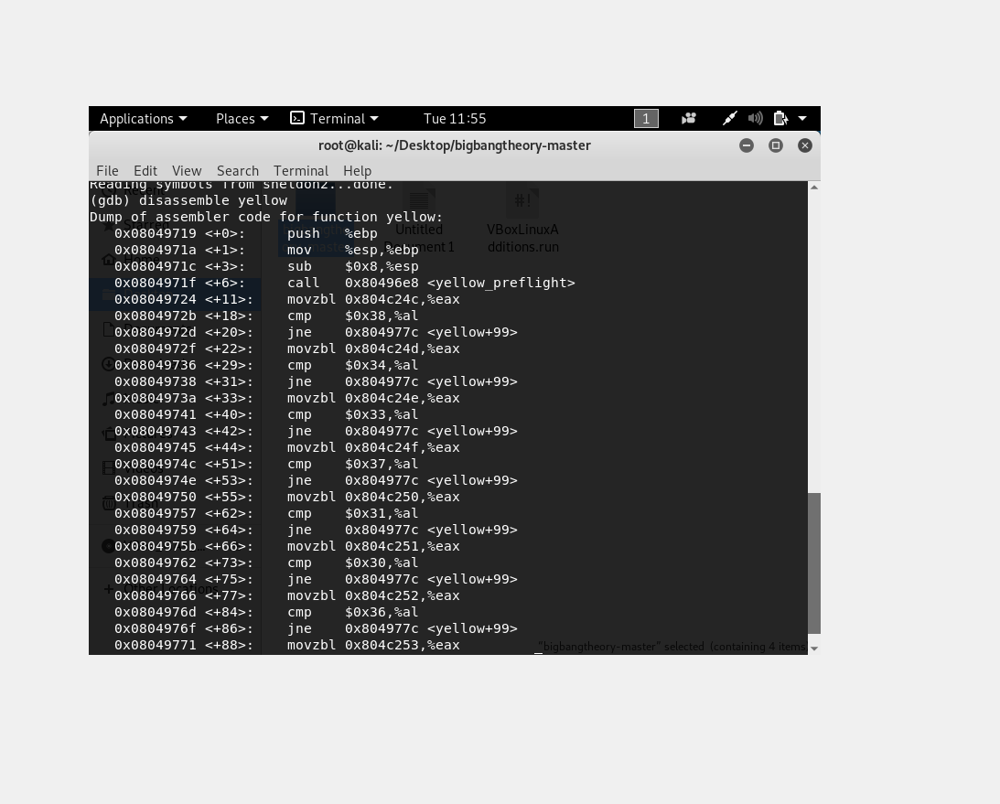 Applications Places Terminal Tue 11:55 1
root@kali: ~/Desktop/bigbangtheory-master
File Edit View Search Terminal Help
Reading symbols from sheldon2...done.
(gdb) disassemble yellow
Dump of assembler code for function yellow:
0x08049719 <+0>: push %ebp
0x0804971a <+1>: mov %esp,%ebp
0x0804971c <+3>: sub $0x8,%esp
0x0804971f <+6>: call 0x80496e8 <yellow_preflight>
0x08049724 <+11>: movzbl 0x804c24c,%eax
0x0804972b <+18>: cmp $0x38,%al
0x0804972d <+20>: jne 0x804977c <yellow+99>
0x0804972f <+22>: movzbl 0x804c24d,%eax
0x08049736 <+29>: cmp $0x34,%al
0x08049738 <+31>: jne 0x804977c <yellow+99>
0x0804973a <+33>: movzbl 0x804c24e,%eax
0x08049741 <+40>: cmp $0x33,%al
0x08049743 <+42>: jne 0x804977c <yellow+99>
0x08049745 <+44>: movzbl 0x804c24f,%eax
0x0804974c <+51>: cmp $0x37,%al
0x0804974e <+53>: jne 0x804977c <yellow+99>
0x08049750 <+55>: movzbl 0x804c250,%eax
0x08049757 <+62>: cmp $0x31,%al
0x08049759 <+64>: jne 0x804977c <yellow+99>
0x0804975b <+66>: movzbl 0x804c251,%eax
0x08049762 <+73>: cmp $0x30,%al
0x08049764 <+75>: jne 0x804977c <yellow+99>
0x08049766 <+77>: movzbl 0x804c252,%eax
0x0804976d <+84>: cmp $0x36,%al
0x0804976f <+86>: jne 0x804977c <yellow+99>
0x08049771 <+88>: movzbl 0x804c253,%eax
Untitled
Document 1
VBoxLinuxA
dditions.run
Starred
Home
Videos
Trash
Other Locations
"bigbangtheory-master" selected (containing 4 items